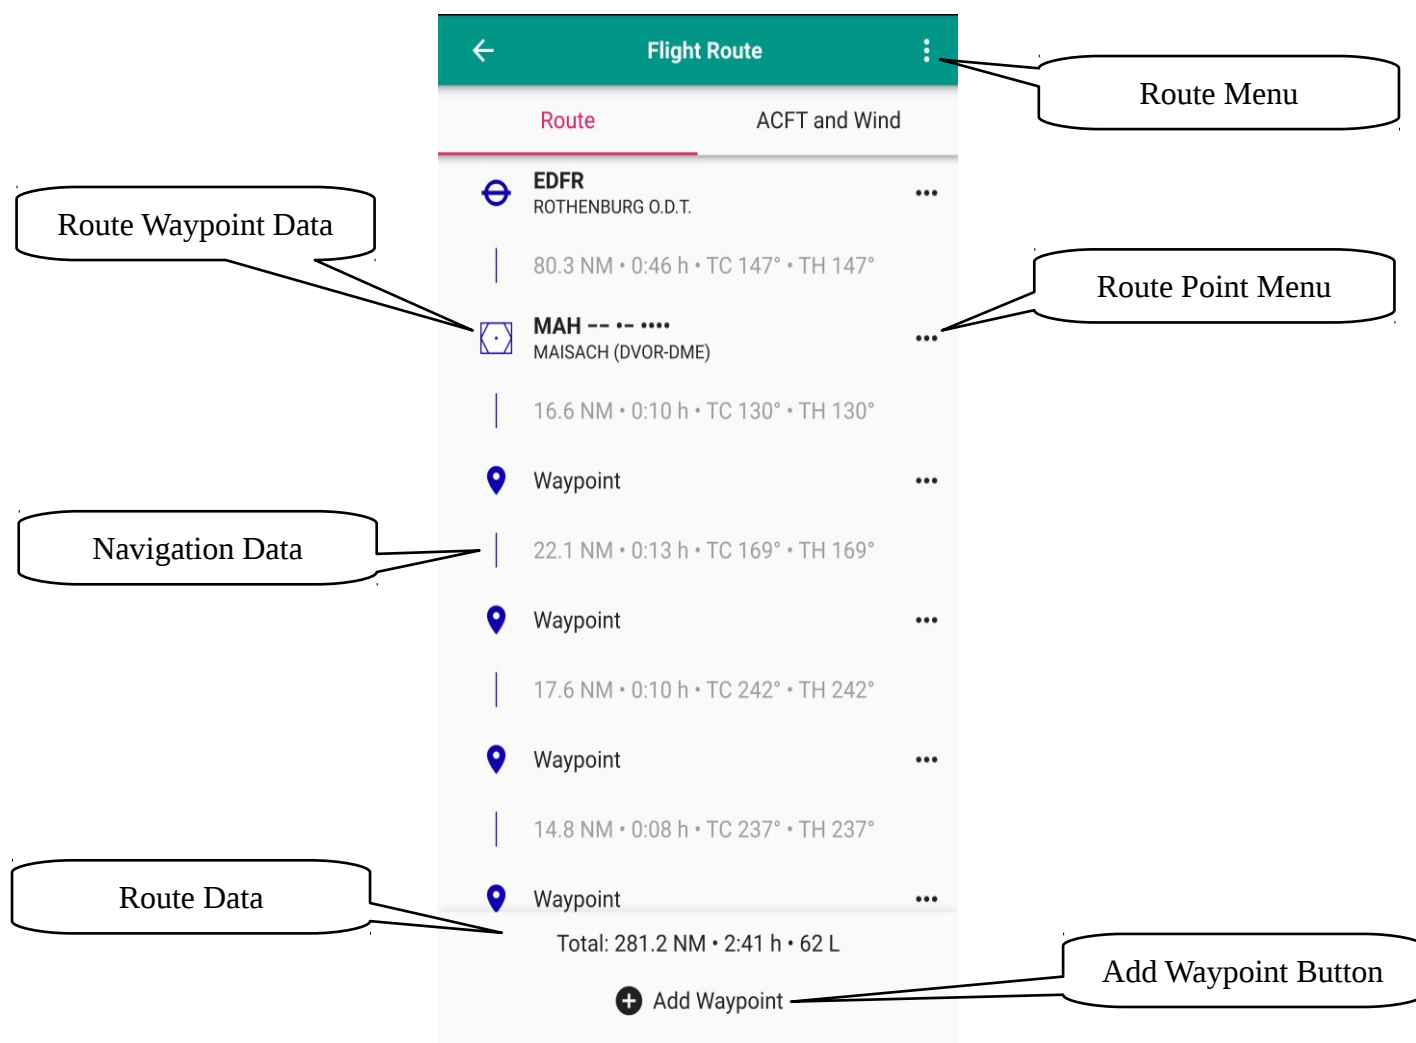 Flight Route
Route Menu
Route
ACFT and Wind
EDFR
ROTHENBURG O.D.T.
Route Waypoint Data
80.3 NM • 0:46 h • TC 147° • TH 147°
Route Point Menu
MAH −− •− ••••
MAISACH (DVOR-DME)
16.6 NM • 0:10 h • TC 130° • TH 130°
Waypoint
Navigation Data
22.1 NM • 0:13 h • TC 169° • TH 169°
Waypoint
17.6 NM • 0:10 h • TC 242° • TH 242°
Waypoint
14.8 NM • 0:08 h • TC 237° • TH 237°
Route Data
Waypoint
Total: 281.2 NM • 2:41 h • 62 L
Add Waypoint Button
Add Waypoint